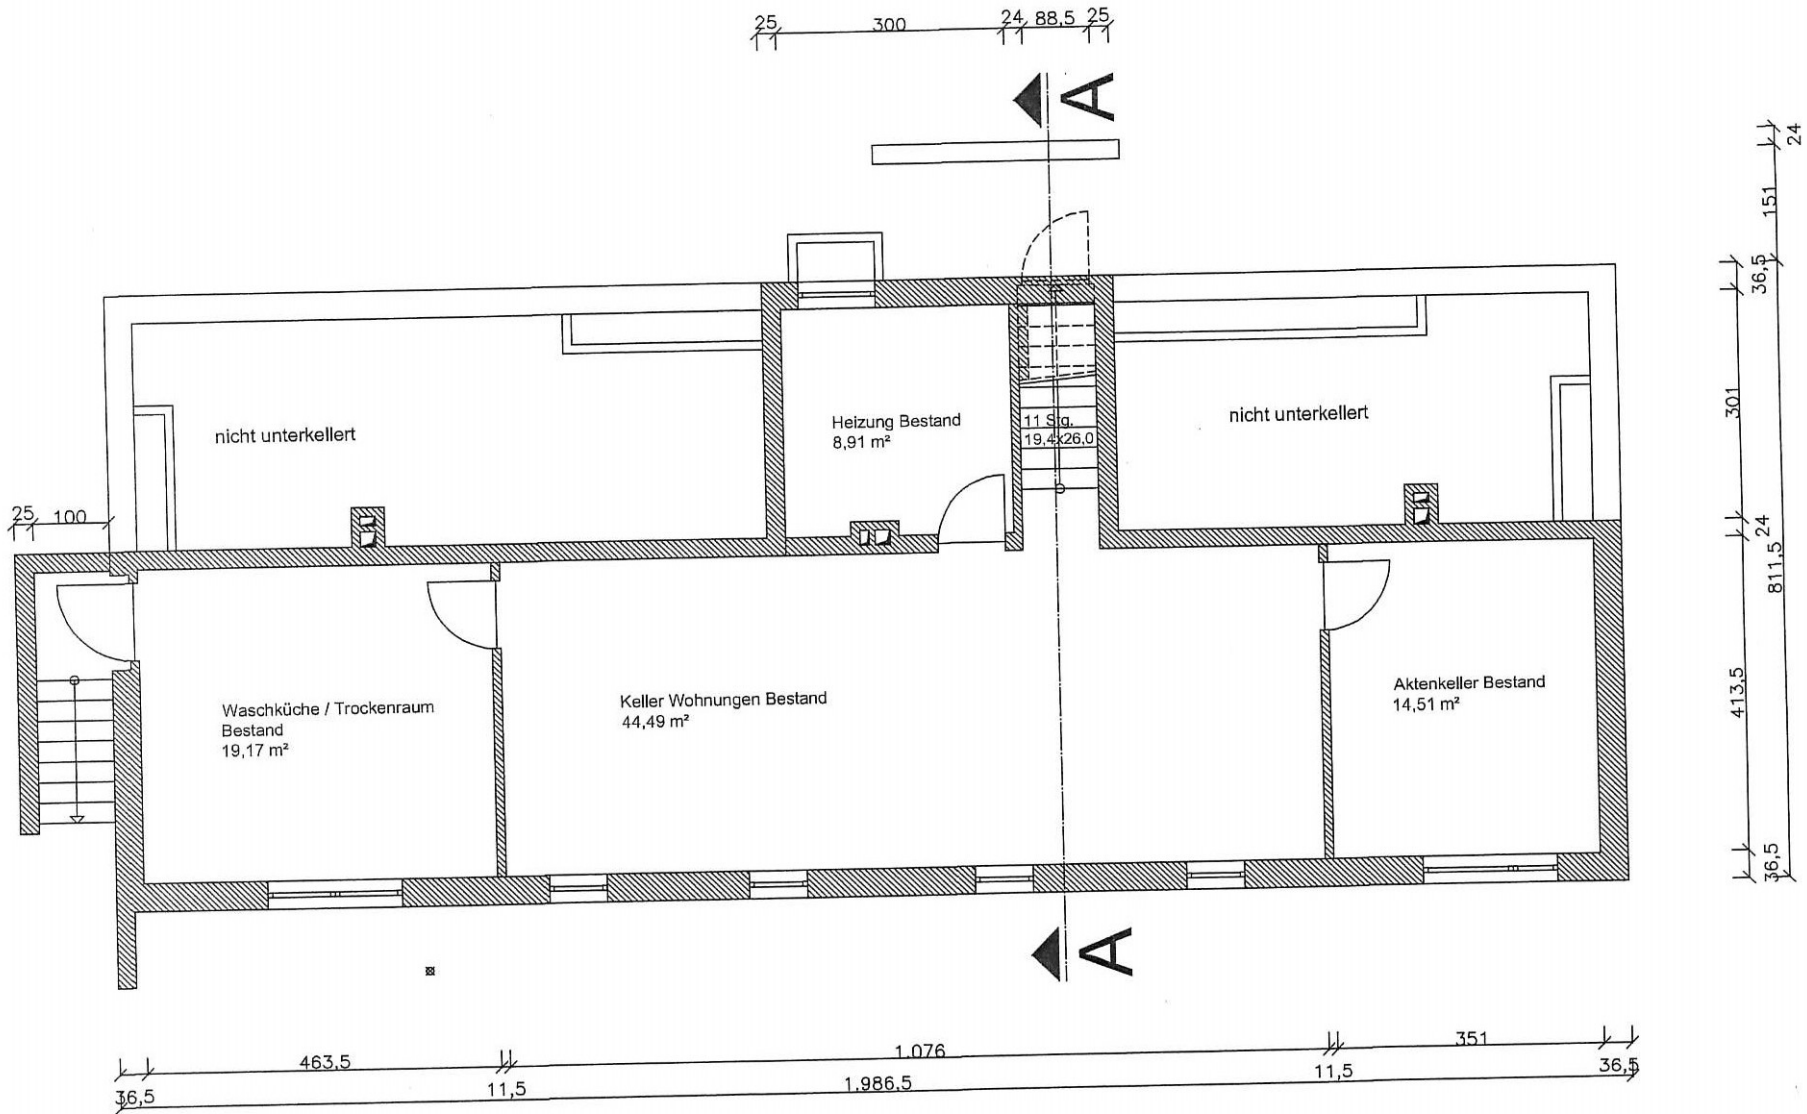 25 300 24 88,5 25
A
24
151
36,5
nicht unterkellert
Heizung Bestand
8,91 m²
11 Stg.
19,4x26,0
nicht unterkellert
301
25 100
24
811,5
Waschküche / Trockenraum
Bestand
19,17 m²
Keller Wohnungen Bestand
44,49 m²
Aktenkeller Bestand
14,51 m²
413,5
36,5
A
463,5 1.076 351
36,5 11,5 1.986,5 11,5 36,5